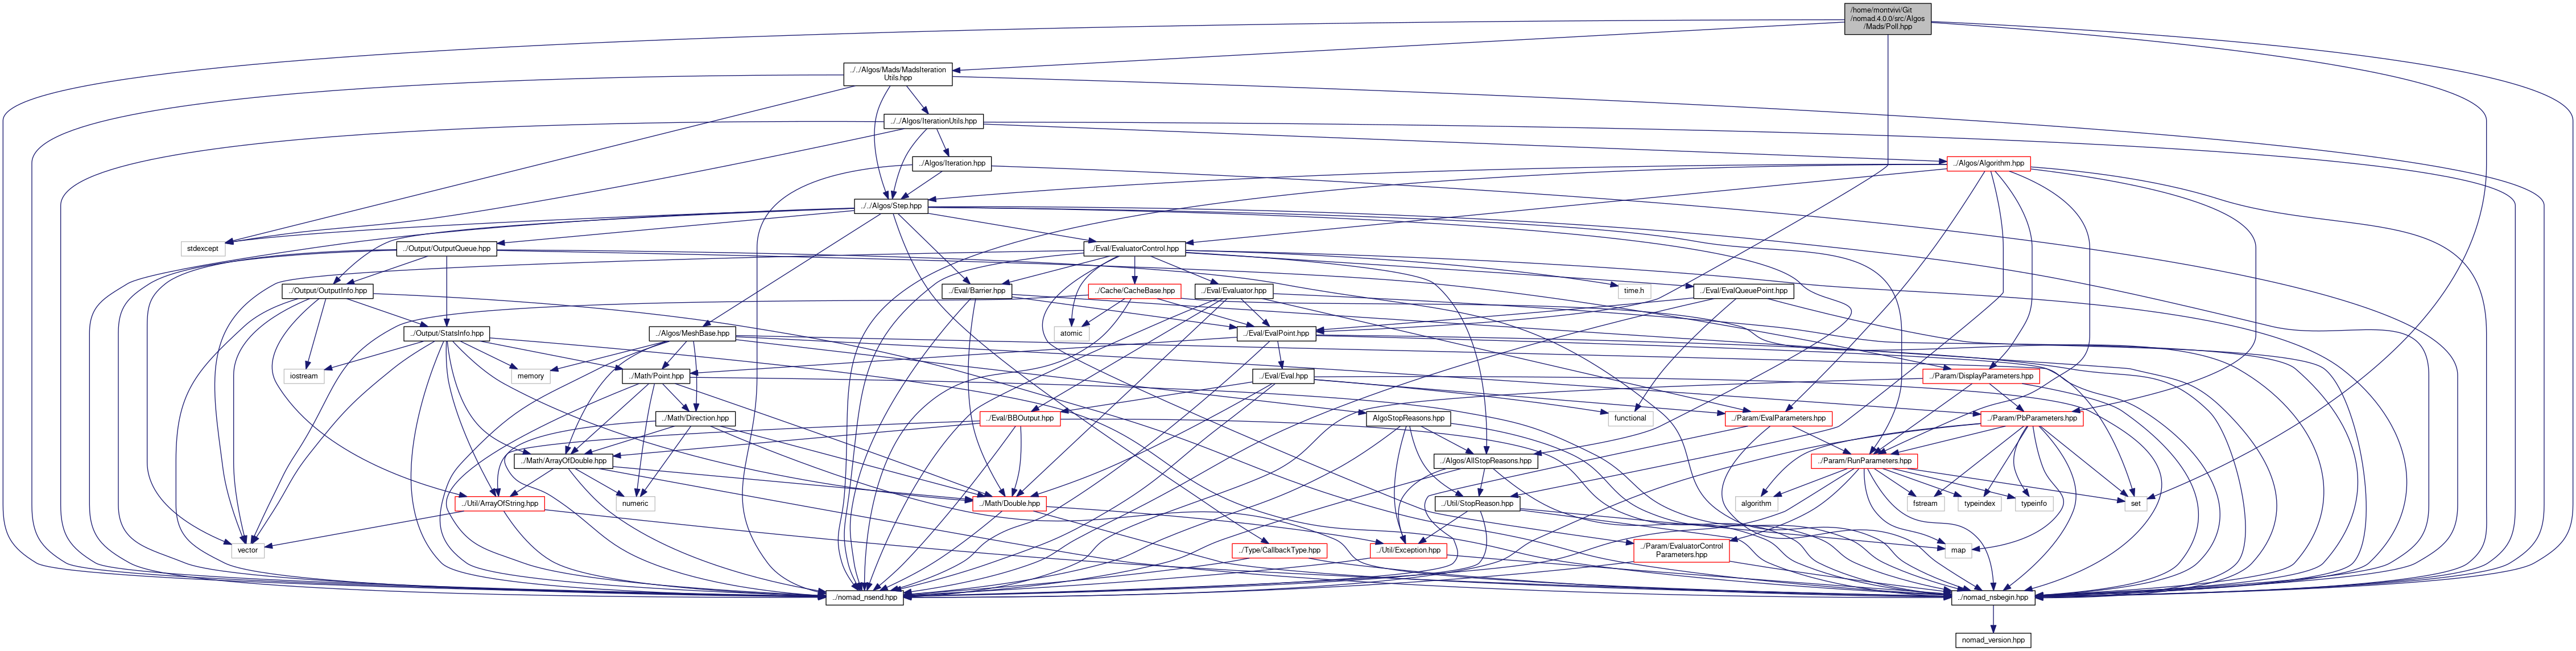 /home/montvivi/Git
/nomad.4.0.0/src/Algos
/Mads/Poll.hpp
../../Algos/Mads/MadsIteration
Utils.hpp
../../Algos/IterationUtils.hpp
../Algos/Iteration.hpp
../Algos/Algorithm.hpp
../../Algos/Step.hpp
stdexcept
../Output/OutputQueue.hpp
../Eval/EvaluatorControl.hpp
../Output/OutputInfo.hpp
../Eval/Barrier.hpp
../Cache/CacheBase.hpp
../Eval/Evaluator.hpp
time.h
../Eval/EvalQueuePoint.hpp
../Output/StatsInfo.hpp
../Algos/MeshBase.hpp
atomic
../Eval/EvalPoint.hpp
iostream
memory
../Math/Point.hpp
../Eval/Eval.hpp
../Param/DisplayParameters.hpp
../Math/Direction.hpp
../Eval/BBOutput.hpp
AlgoStopReasons.hpp
functional
../Param/EvalParameters.hpp
../Param/PbParameters.hpp
../Math/ArrayOfDouble.hpp
../Algos/AllStopReasons.hpp
../Param/RunParameters.hpp
../Util/ArrayOfString.hpp
numeric
../Math/Double.hpp
../Util/StopReason.hpp
algorithm
fstream
typeindex
typeinfo
set
vector
../Type/CallbackType.hpp
../Util/Exception.hpp
../Param/EvaluatorControl
Parameters.hpp
map
../nomad_nsend.hpp
../nomad_nsbegin.hpp
nomad_version.hpp